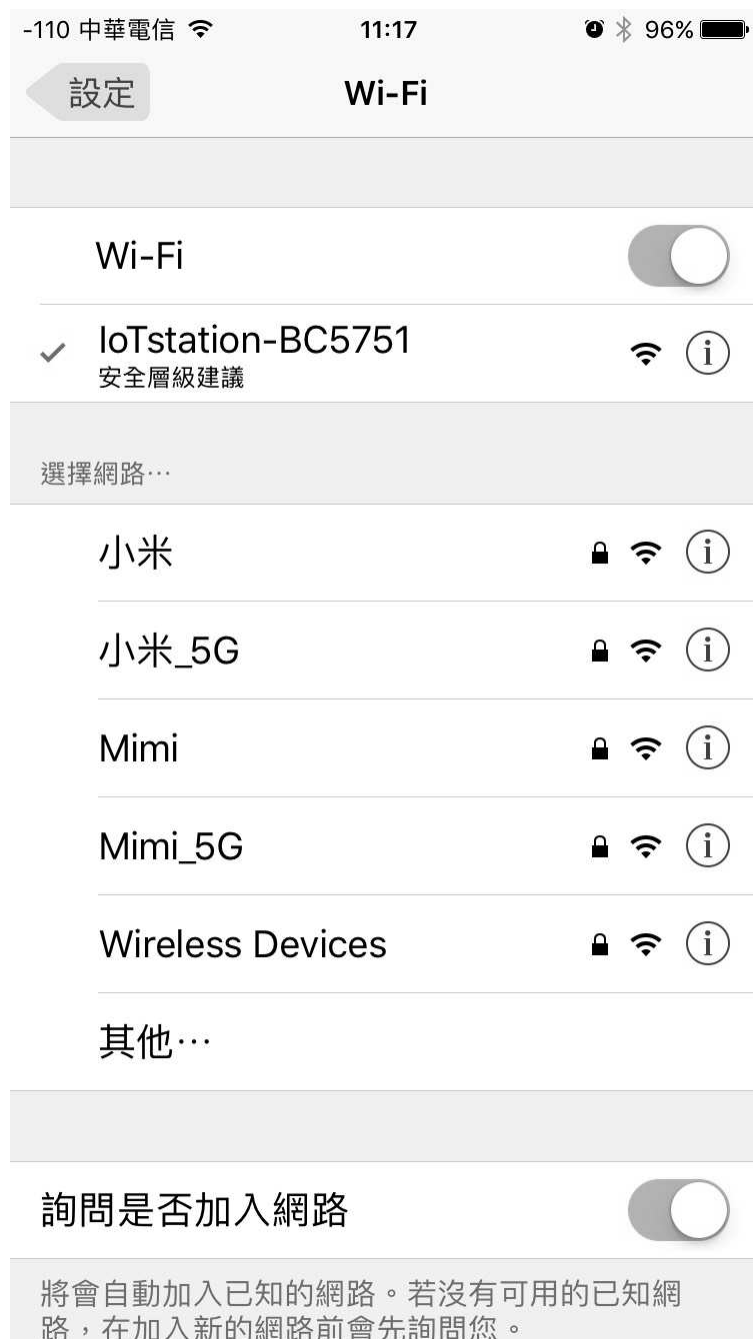 -110 中華電信 11:17 96%
設定 Wi-Fi
Wi-Fi
IoTstation-BC5751
安全層級建議
選擇網路⋯
小米
小米_5G
Mimi
Mimi_5G
Wireless Devices
其他⋯
詢問是否加入網路
將會自動加入已知的網路。若沒有可用的已知網
路，在加入新的網路前會先詢問您。